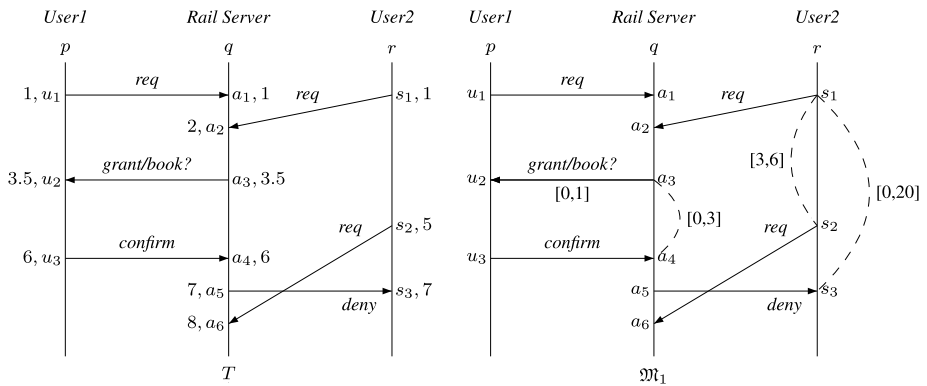 User1 Rail Server User2 User1 Rail Server User2
p q r p q r
req req
1, u₁ a₁, 1 req s₁, 1 u₁ a₁ req s₁
2, a₂ a₂
grant/book? [3,6] grant/book?
3.5, u₂ a₃, 3.5 u₂ a₃ [0,20]
[0,1] [0,3]
req s₂, 5 req s₂
confirm confirm
6, u₃ a₄, 6 u₃ a₄
7, a₅ s₃, 7 a₅ s₃
deny deny
8, a₆ a₆
T 𝔐₁